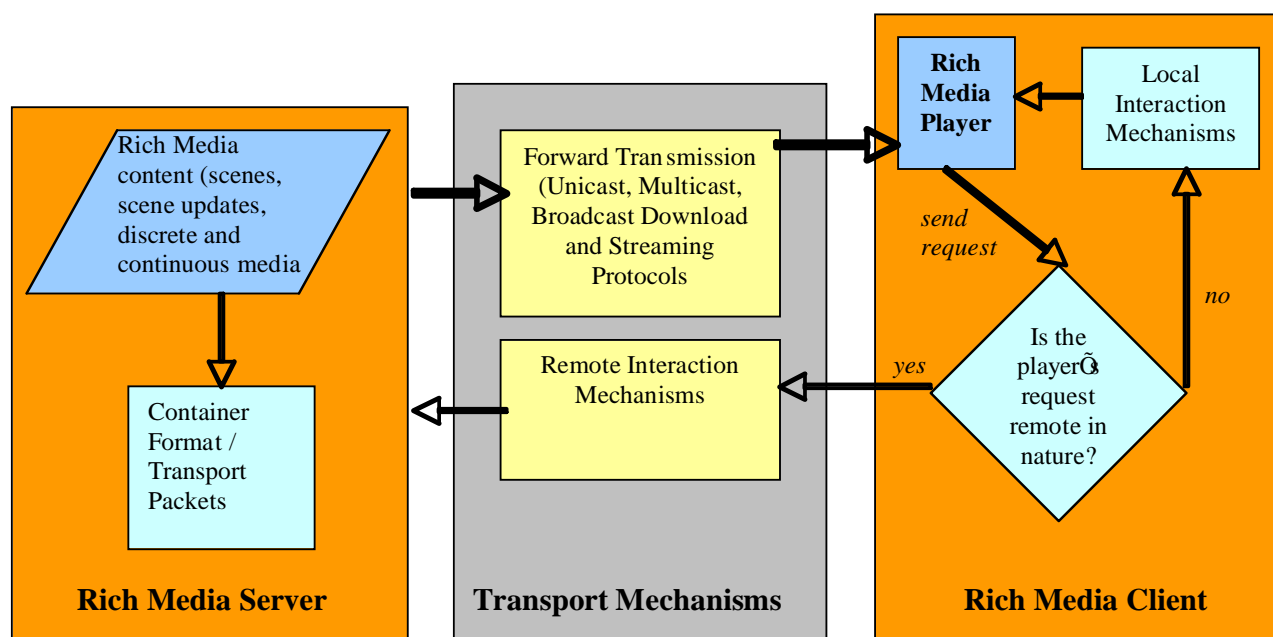 Rich Media
content (scenes,
scene updates,
discrete and
continuous media
Container
Format /
Transport
Packets
Rich Media Server
Forward Transmission
(Unicast, Multicast,
Broadcast Download
and Streaming
Protocols
Remote Interaction
Mechanisms
Transport Mechanisms
Rich
Media
Player
Local
Interaction
Mechanisms
send
request
no
yes
Is the
playerÕs
request
remote in
nature?
Rich Media Client